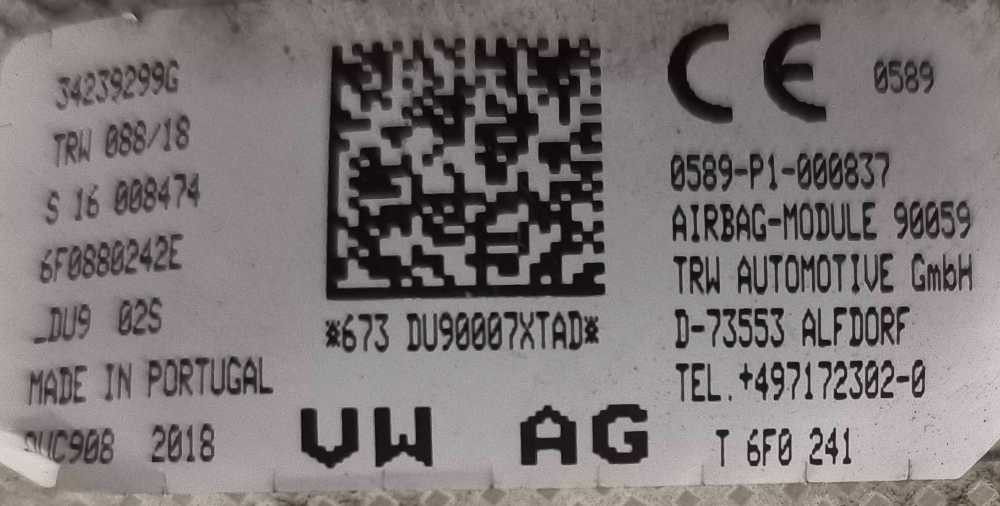 34239299G
TRW 088/18
S 16 008474
6F0880242E
_DU9 02S
MADE IN PORTUGAL
2018
*673 DU90007XTAD*
VW AG
CE 0589
0589-P1-000837
AIRBAG-MODULE 90059
TRW AUTOMOTIVE GmbH
D-73553 ALFDORF
TEL.+497172302-0
T 6F0 241